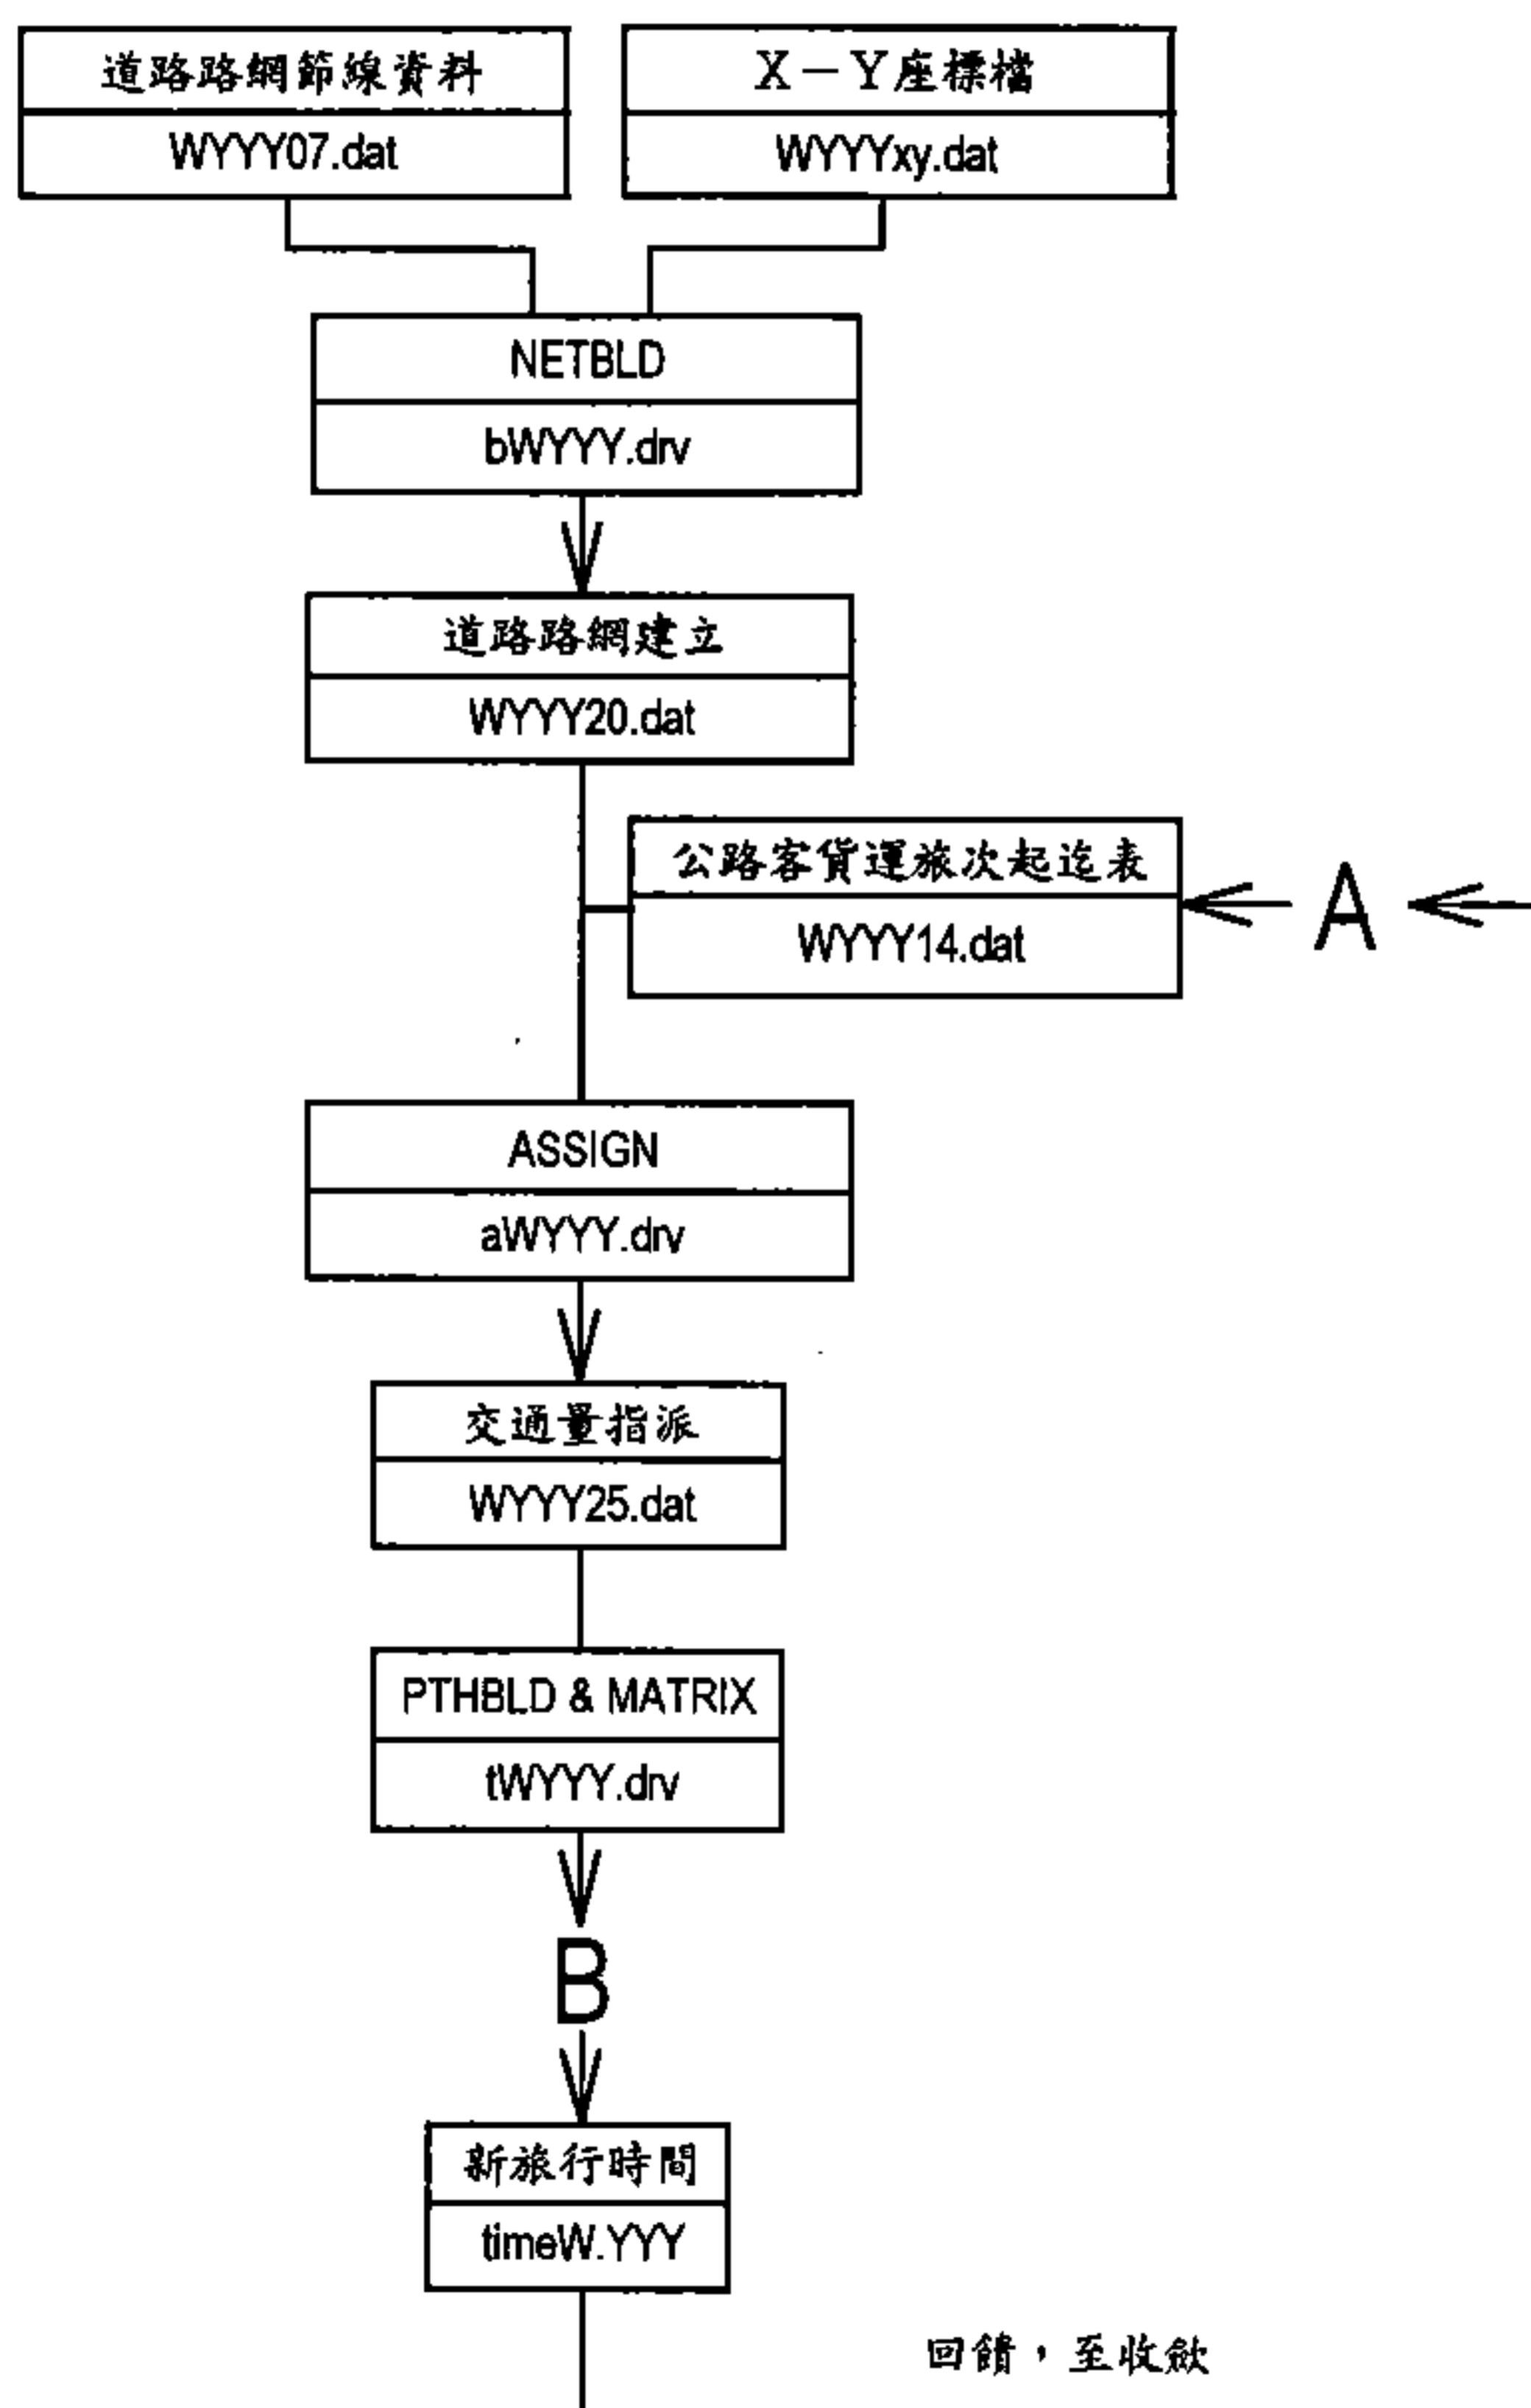 道路路網節線資料
WYYY07.dat
X－Y座標檔
WYYYxy.dat
NETBLD
bWYYY.drv
道路路網建立
WYYY20.dat
公路客貨運旅次起迄表
WYYY14.dat
A
ASSIGN
aWYYY.drv
交通量指派
WYYY25.dat
PTHBLD & MATRIX
tWYYY.drv
B
新旅行時間
timeW.YYY
回饋，至收斂